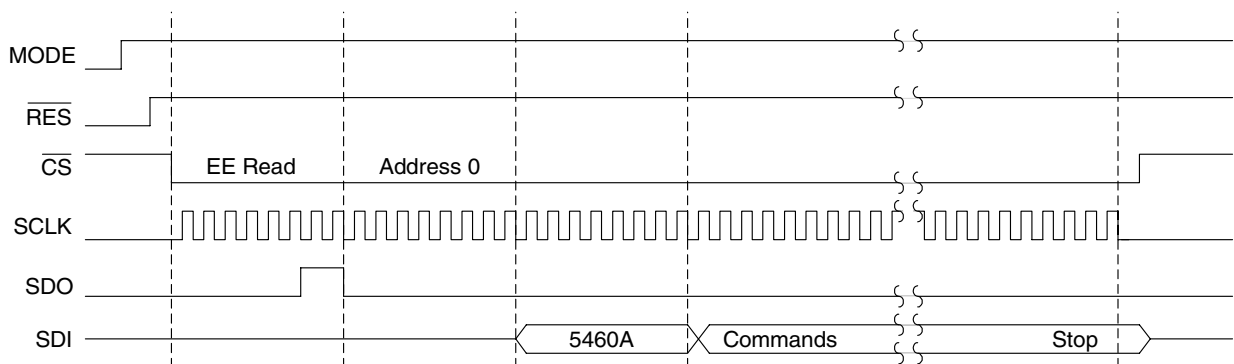 MODE
RES
CS EE Read Address 0
SCLK
SDO
SDI 5460A Commands Stop